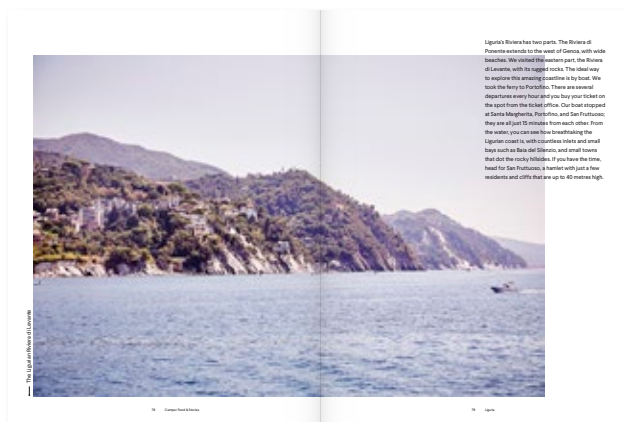 Liguria's Riviera has two parts. The Riviera di
Ponente extends to the west of Genoa, with wide
beaches. We visited the eastern part, the Riviera
di Levante, with its rugged rocks. The ideal way
to explore this amazing coastline is by boat. We
took the ferry to Portofino. There are several
departures every hour and you buy your ticket on
the spot from the ticket office. Our boat stopped
at Santa Margherita, Portofino, and San Fruttuoso;
they are all just 15 minutes from each other. From
the water, you can see how breathtaking the
Ligurian coast is, with countless inlets and small
bays such as Baia del Silenzio, and small towns
that dot the rocky hillsides. If you have the time,
head for San Fruttuoso, a hamlet with just a few
residents and cliffs that are up to 40 metres high.
The Ligurian Riviera di Levante
Liguria